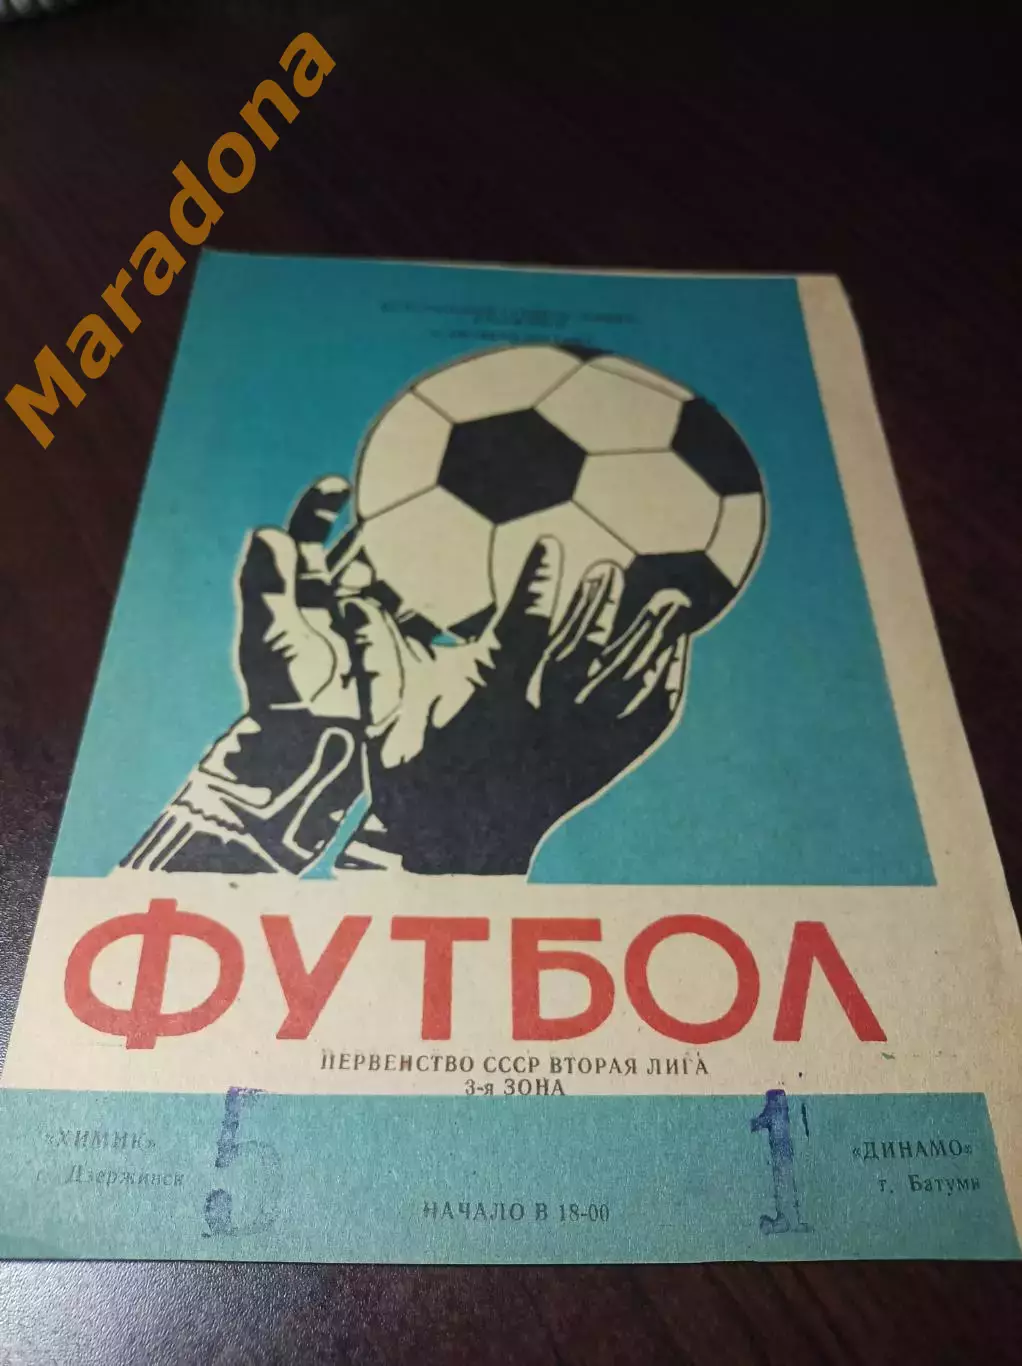 Maradona
ФУТБОЛ
ПЕРВЕНСТВО СССР ВТОРАЯ ЛИГА
3-я ЗОНА
«ХИМИК» 5 1 «ДИНАМО»
г. Дзержинск г. Батуми
НАЧАЛО В 18-00